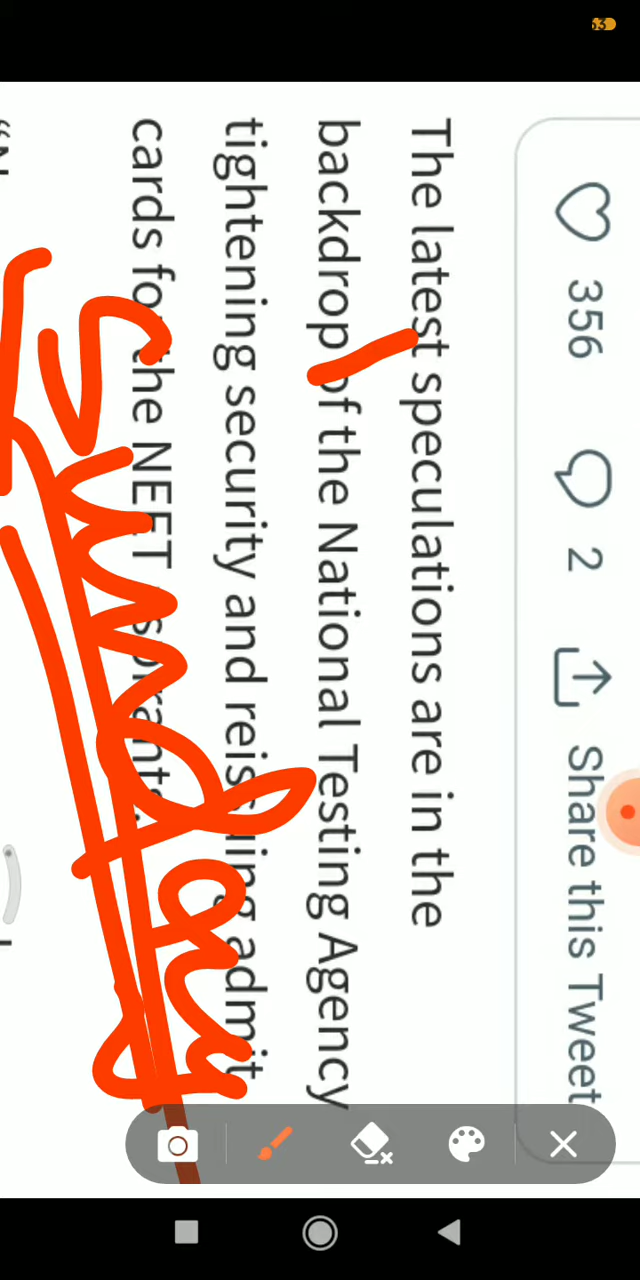 356 2 Share this Tweet
The latest speculations are in the
backdrop of the National Testing Agency
tightening security and reissuing admit
cards for the NEET aspirants.
Sunday